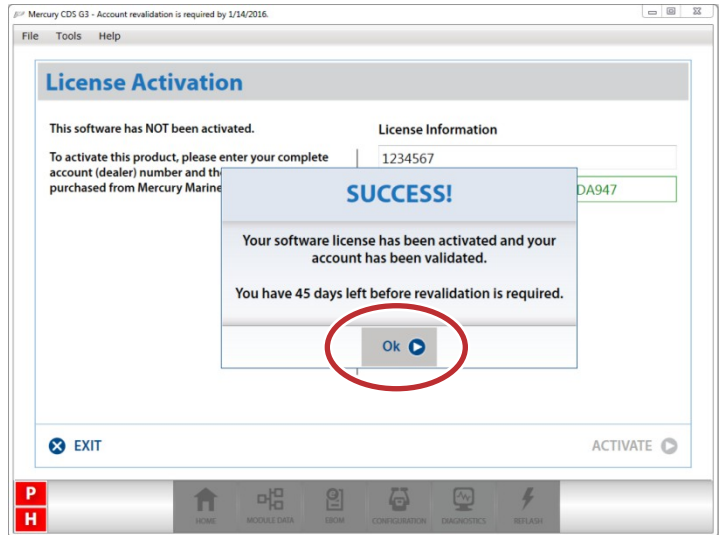 Mercury CDS G3 - Account revalidation is required by 1/14/2016.
File Tools Help
License Activation
This software has NOT been activated.
License Information
To activate this product, please enter your complete
account (dealer) number and the
purchased from Mercury Marine
1234567
DA947
SUCCESS!
Your software license has been activated and your
account has been validated.
You have 45 days left before revalidation is required.
Ok
EXIT
ACTIVATE
P
H
HOME
MODULE DATA
EBOM
CONFIGURATION
DIAGNOSTICS
REFLASH